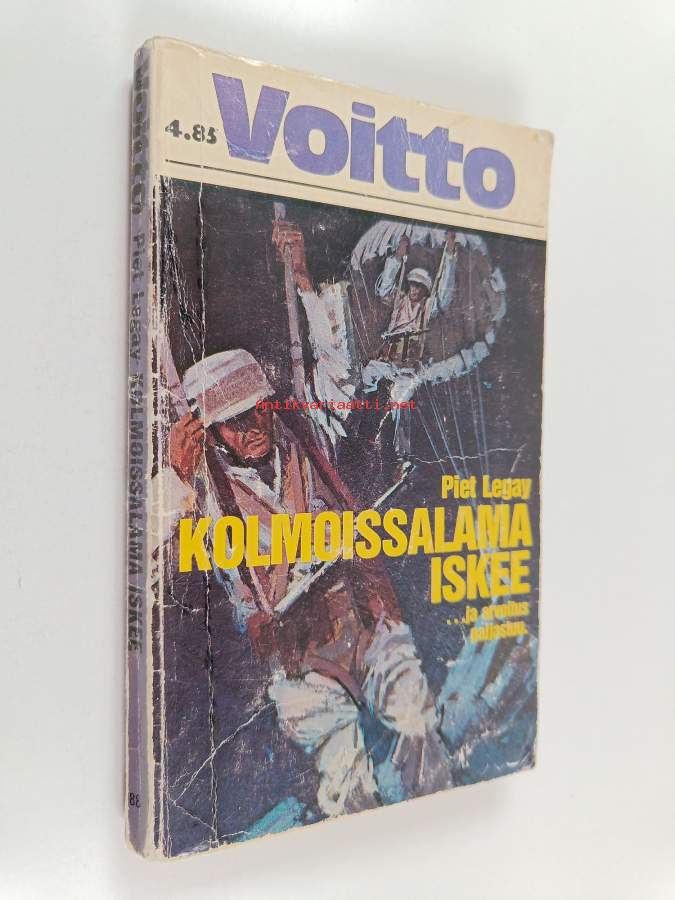 4.85 Voitto
Piet Legay
KOLMOISSALAMA
ISKEE
...ja arvoitus
paljastuu.
VOITTO Piet Legay KOLMOISSALAMA ISKEE
antikvariaatti.net